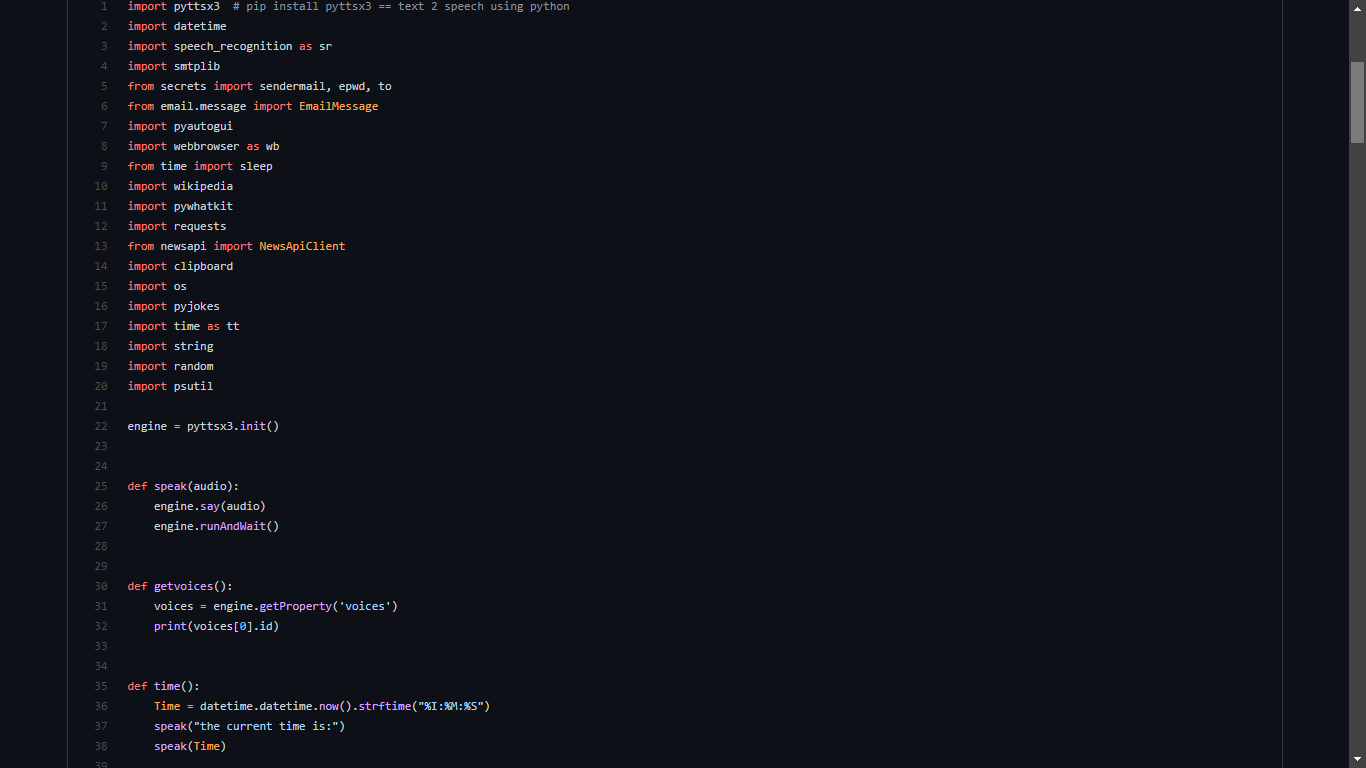 1 import pyttsx3  # pip install pyttsx3 == text 2 speech using python
2 import datetime
3 import speech_recognition as sr
4 import smtplib
5 from secrets import sendermail, epwd, to
6 from email.message import EmailMessage
7 import pyautogui
8 import webbrowser as wb
9 from time import sleep
10 import wikipedia
11 import pywhatkit
12 import requests
13 from newsapi import NewsApiClient
14 import clipboard
15 import os
16 import pyjokes
17 import time as tt
18 import string
19 import random
20 import psutil
21
22 engine = pyttsx3.init()
23
24
25 def speak(audio):
26     engine.say(audio)
27     engine.runAndWait()
28
29
30 def getvoices():
31     voices = engine.getProperty('voices')
32     print(voices[0].id)
33
34
35 def time():
36     Time = datetime.datetime.now().strftime("%I:%M:%S")
37     speak("the current time is:")
38     speak(Time)
39